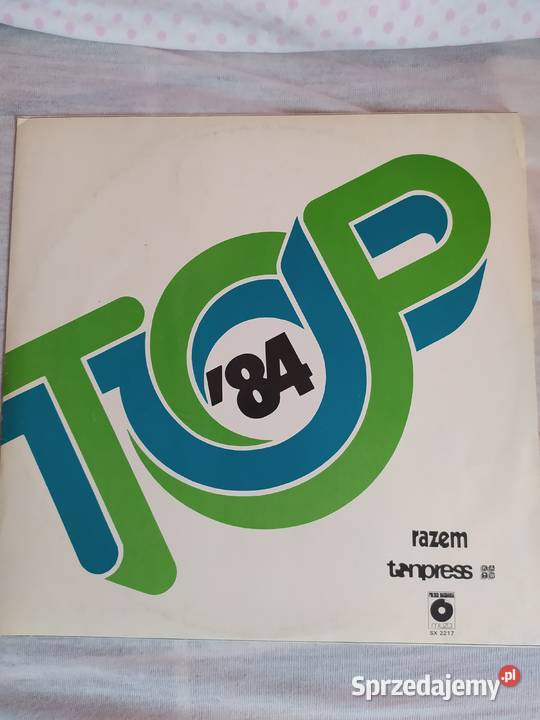 TOP
'84
razem
tonpress
POLSKIE NAGRANIA
muza
SX 2217
Sprzedajemy.pl